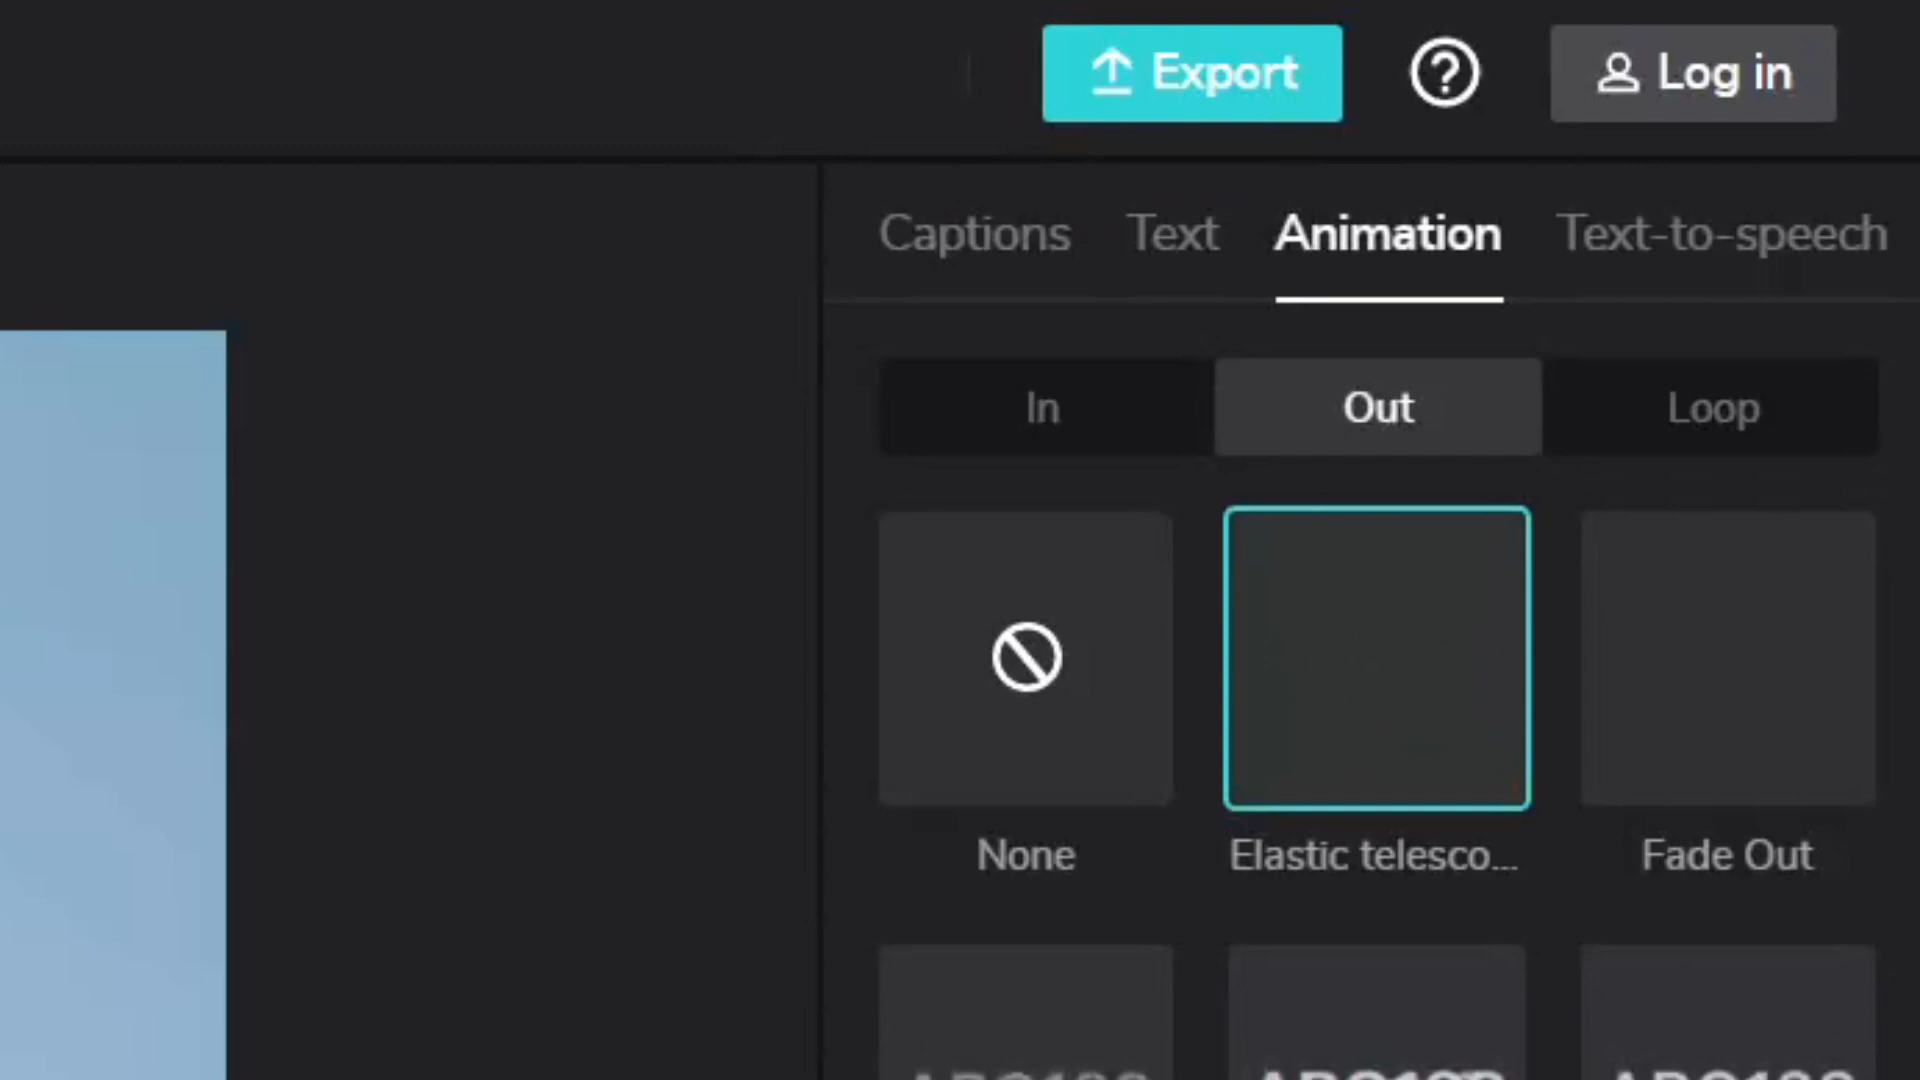 Export
Log in
Captions Text Animation Text-to-speech
In Out Loop
None Elastic telesco... Fade Out